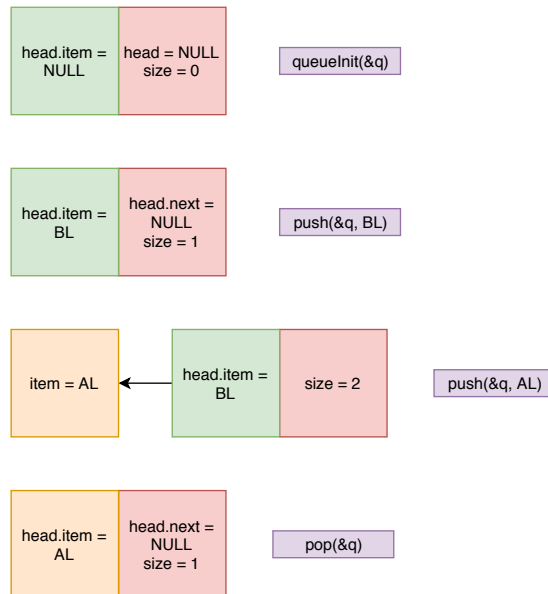 head.item =
NULL
head = NULL
size = 0
queueInit(&q)
head.item =
BL
head.next =
NULL
size = 1
push(&q, BL)
item = AL
head.item =
BL
size = 2
push(&q, AL)
head.item =
AL
head.next =
NULL
size = 1
pop(&q)